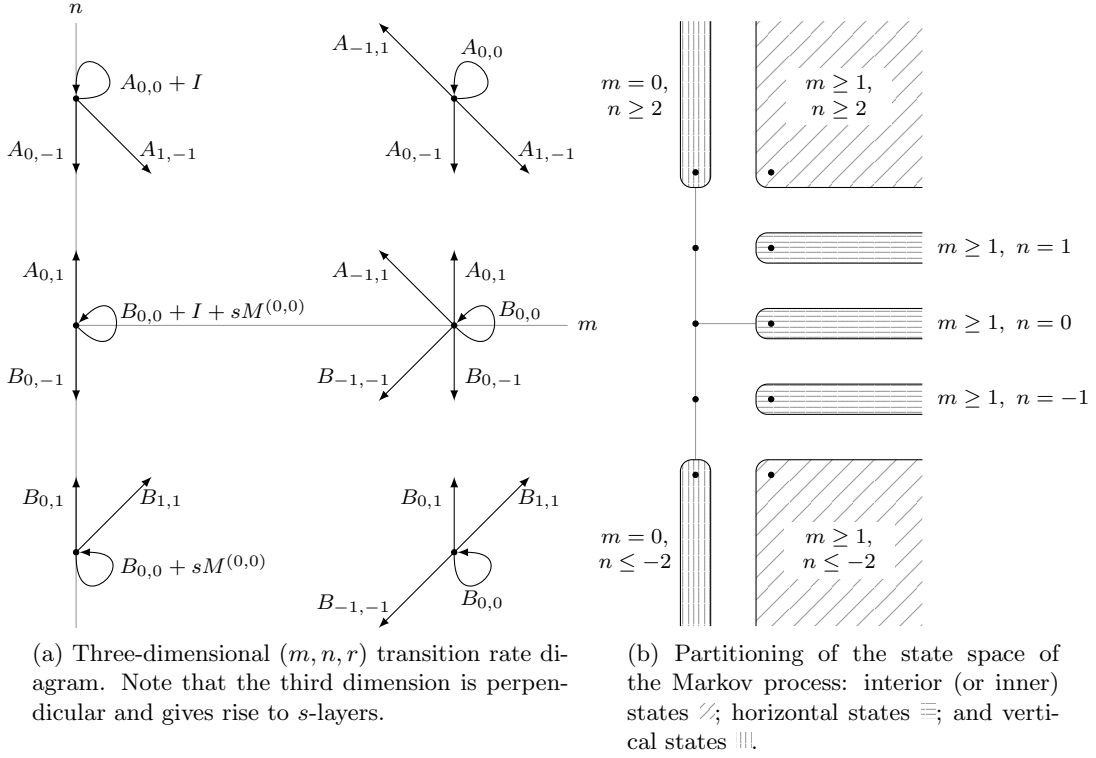 n
A_{0,0} + I
A_{0,-1}
A_{1,-1}
A_{-1,1}
A_{0,0}
A_{0,-1}
A_{1,-1}
A_{0,1}
B_{0,0} + I + sM^{(0,0)}
B_{0,-1}
A_{-1,1}
A_{0,1}
B_{0,0}
m
B_{-1,-1}
B_{0,-1}
B_{0,1}
B_{1,1}
B_{0,0} + sM^{(0,0)}
B_{0,1}
B_{1,1}
B_{-1,-1}
B_{0,0}
(a) Three-dimensional (m, n, r) transition rate di-
agram. Note that the third dimension is perpen-
dicular and gives rise to s-layers.
m = 0,
n ≥ 2
m ≥ 1,
n ≥ 2
m ≥ 1, n = 1
m ≥ 1, n = 0
m ≥ 1, n = −1
m = 0,
n ≤ −2
m ≥ 1,
n ≤ −2
(b) Partitioning of the state space of
the Markov process: interior (or inner)
states ; horizontal states ; and verti-
cal states .